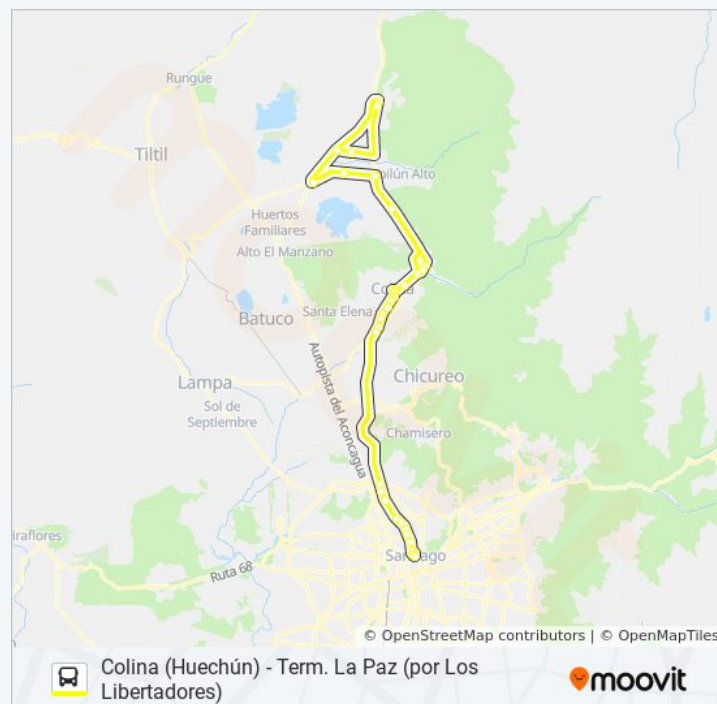 Rungue
Tiltil
Huertos
Familiares
Alto El Manzano
Santa Elena
Batuco
Lampa
Chicureo
Sol de
Septiembre
Autopista del Aconcagua
Chamisero
Ruta 68
© OpenStreetMap contributors | © OpenMapTiles
Colina (Huechún) - Term. La Paz (por Los
Libertadores)
moovit